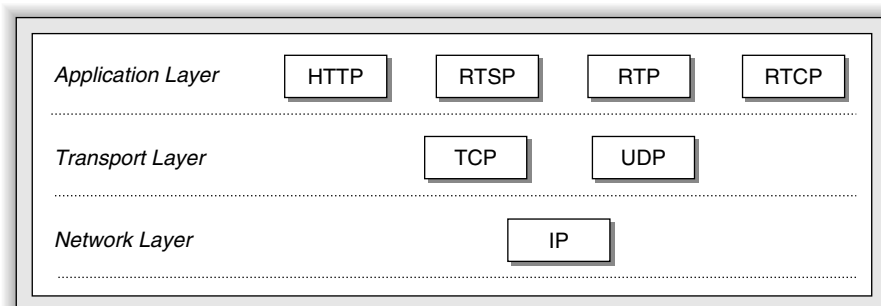 Application Layer HTTP RTSP RTP RTCP
Transport Layer TCP UDP
Network Layer IP